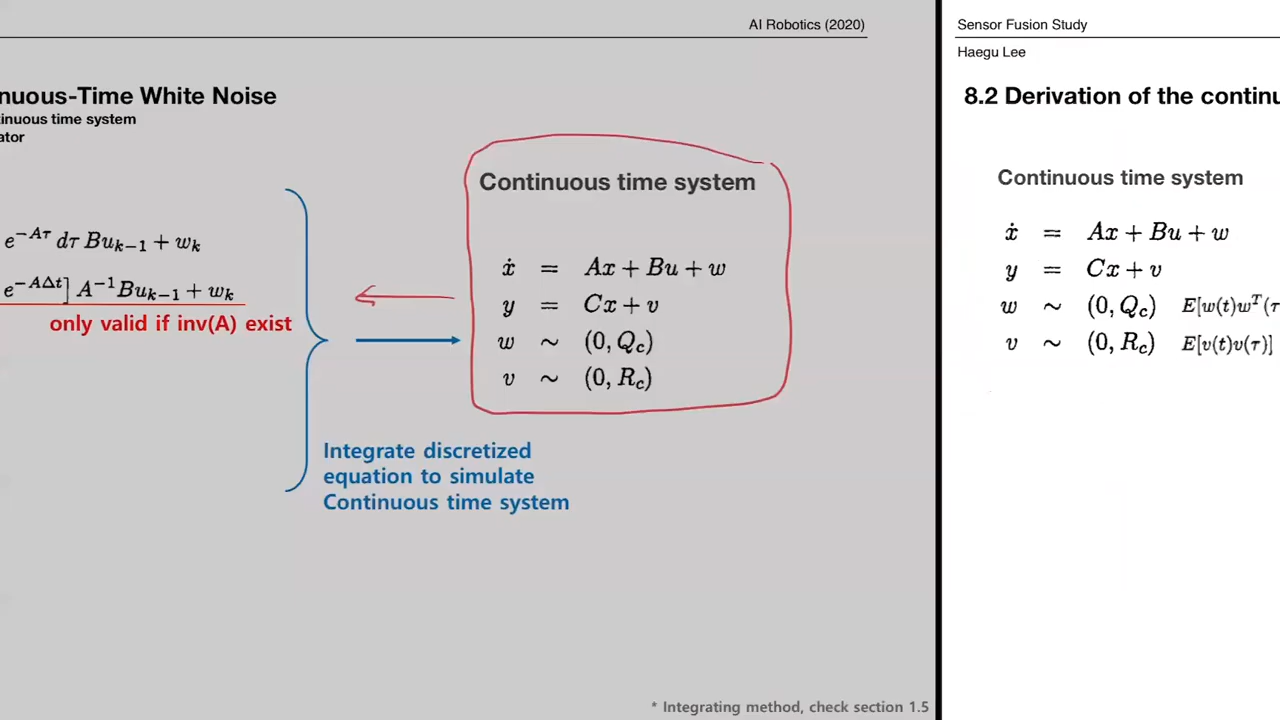 AI Robotics (2020)
nuous-Time White Noise
tinuous time system
ator
e^{-Aτ} dτ Bu_{k-1} + w_k
e^{-AΔt}] A^{-1}Bu_{k-1} + w_k
only valid if inv(A) exist
Continuous time system
ẋ = Ax + Bu + w
y = Cx + v
w ∼ (0, Q_c)
v ∼ (0, R_c)
Integrate discretized
equation to simulate
Continuous time system
* Integrating method, check section 1.5
Sensor Fusion Study
Haegu Lee
8.2 Derivation of the continu
Continuous time system
ẋ = Ax + Bu + w
y = Cx + v
w ∼ (0, Q_c) E[w(t)w^T(τ
v ∼ (0, R_c) E[v(t)v(τ)]